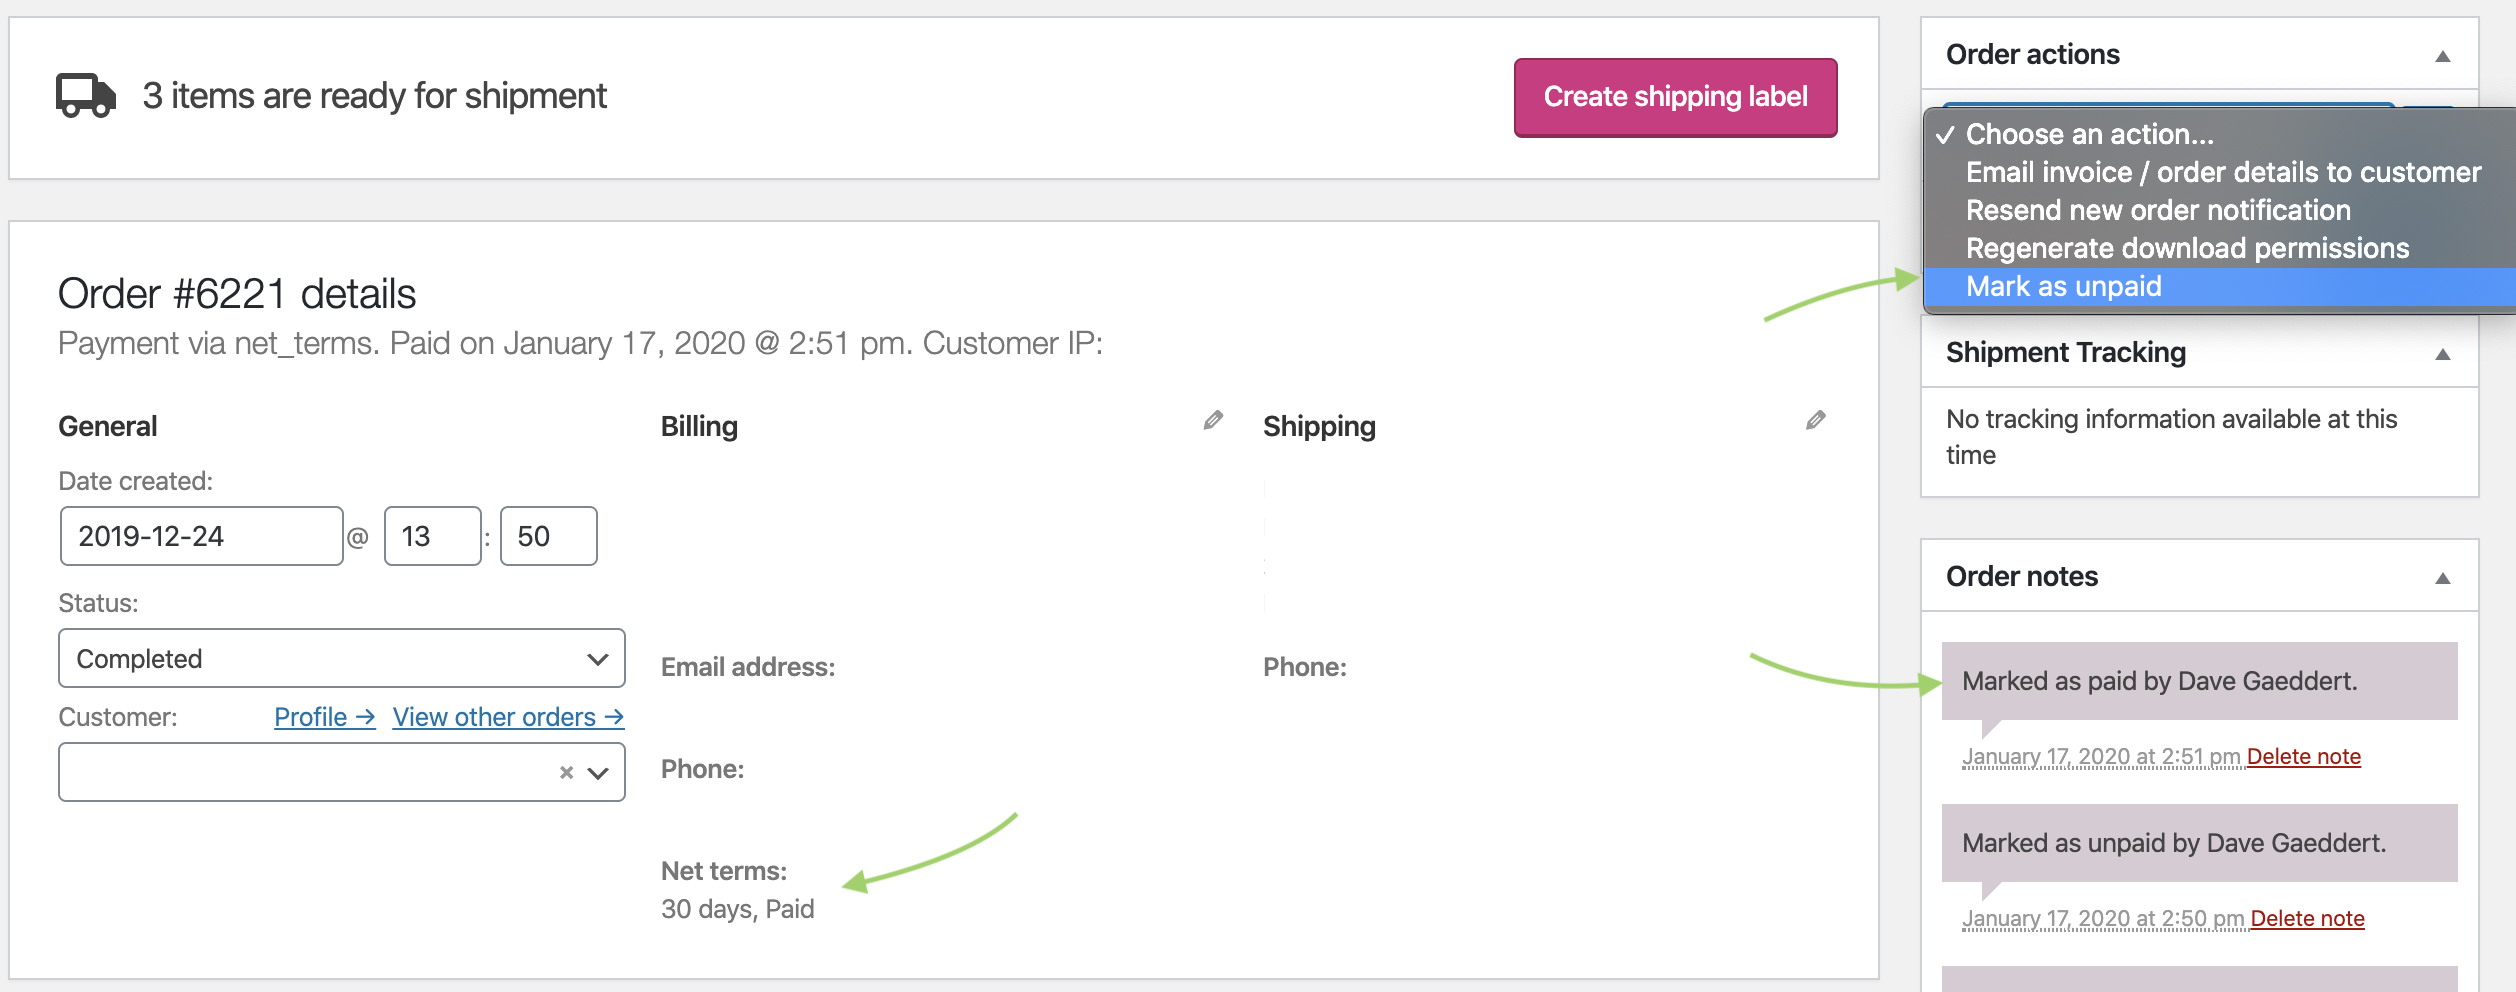 3 items are ready for shipment
Create shipping label
Order #6221 details
Payment via net_terms. Paid on January 17, 2020 @ 2:51 pm. Customer IP:
General
Date created:
2019-12-24 @ 13 : 50
Status:
Completed
Customer: Profile → View other orders →
×
Billing
Email address:
Phone:
Net terms:
30 days, Paid
Shipping
Phone:
Order actions
✓ Choose an action...
Email invoice / order details to customer
Resend new order notification
Regenerate download permissions
Mark as unpaid
Shipment Tracking
No tracking information available at this
time
Order notes
Marked as paid by Dave Gaeddert.
January 17, 2020 at 2:51 pm Delete note
Marked as unpaid by Dave Gaeddert.
January 17, 2020 at 2:50 pm Delete note